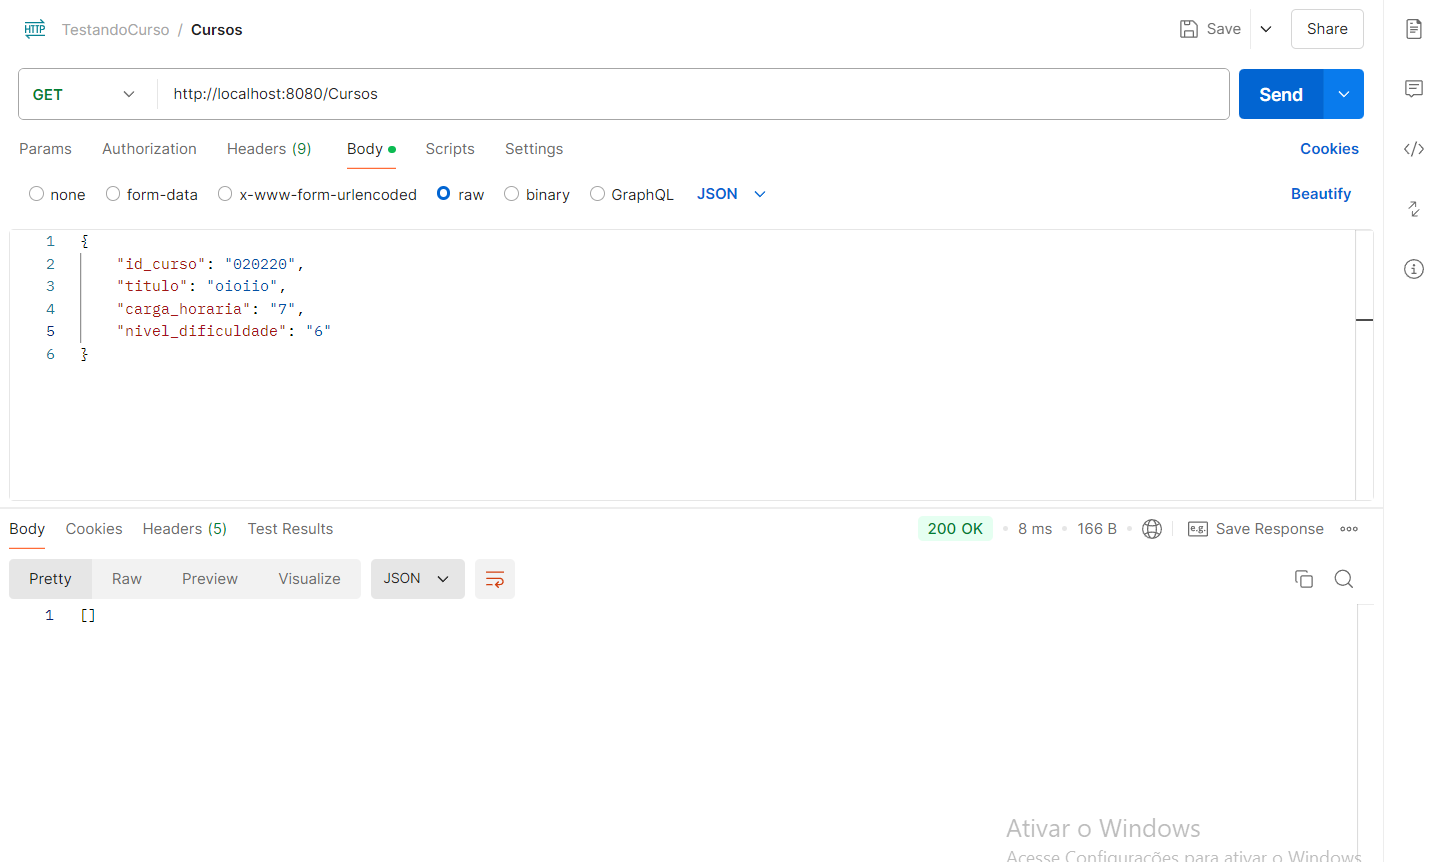 HTTP TestandoCurso / Cursos Save Share
GET http://localhost:8080/Cursos Send
Params Authorization Headers (9) Body Scripts Settings Cookies
none form-data x-www-form-urlencoded raw binary GraphQL JSON Beautify
1 {
2 "id_curso": "020220",
3 "titulo": "oioiio",
4 "carga_horaria": "7",
5 "nivel_dificuldade": "6"
6 }
Body Cookies Headers (5) Test Results 200 OK 8 ms 166 B e.g. Save Response
Pretty Raw Preview Visualize JSON
1 []
Ativar o Windows
Acesse Configurações para ativar o Windows